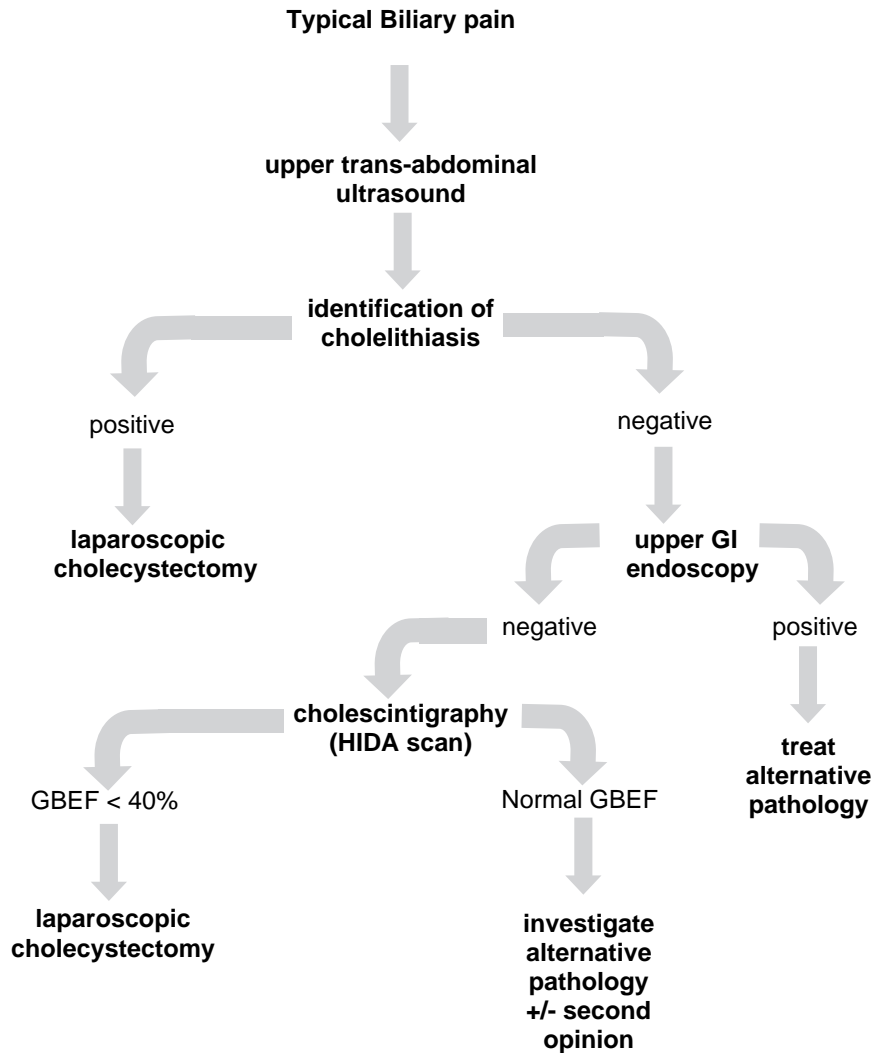 Typical Biliary pain
upper trans-abdominal
ultrasound
identification of
cholelithiasis
positive
negative
laparoscopic
cholecystectomy
upper GI
endoscopy
negative
positive
cholescintigraphy
(HIDA scan)
treat
alternative
pathology
GBEF < 40%
Normal GBEF
laparoscopic
cholecystectomy
investigate
alternative
pathology
+/- second
opinion